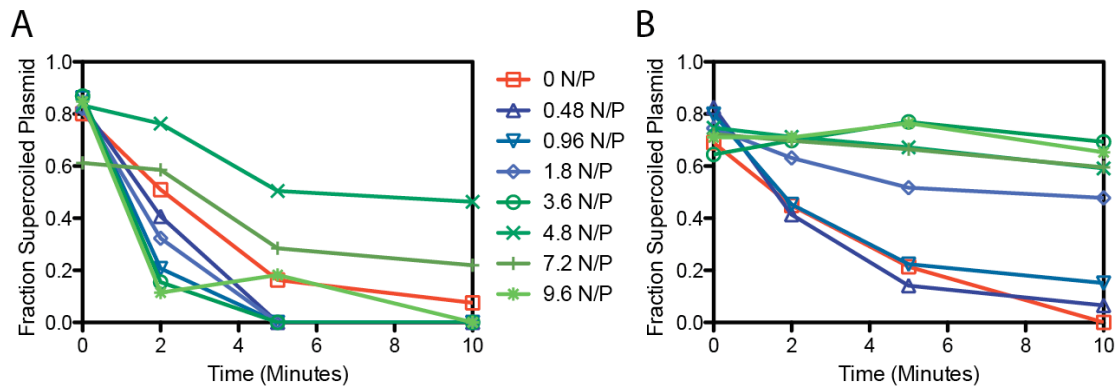 A
B
Fraction Supercoiled Plasmid
1.0
0.8
0.6
0.4
0.2
0.0
0 2 4 6 8 10
Time (Minutes)
0 N/P
0.48 N/P
0.96 N/P
1.8 N/P
3.6 N/P
4.8 N/P
7.2 N/P
9.6 N/P
Fraction Supercoiled Plasmid
1.0
0.8
0.6
0.4
0.2
0.0
0 2 4 6 8 10
Time (Minutes)